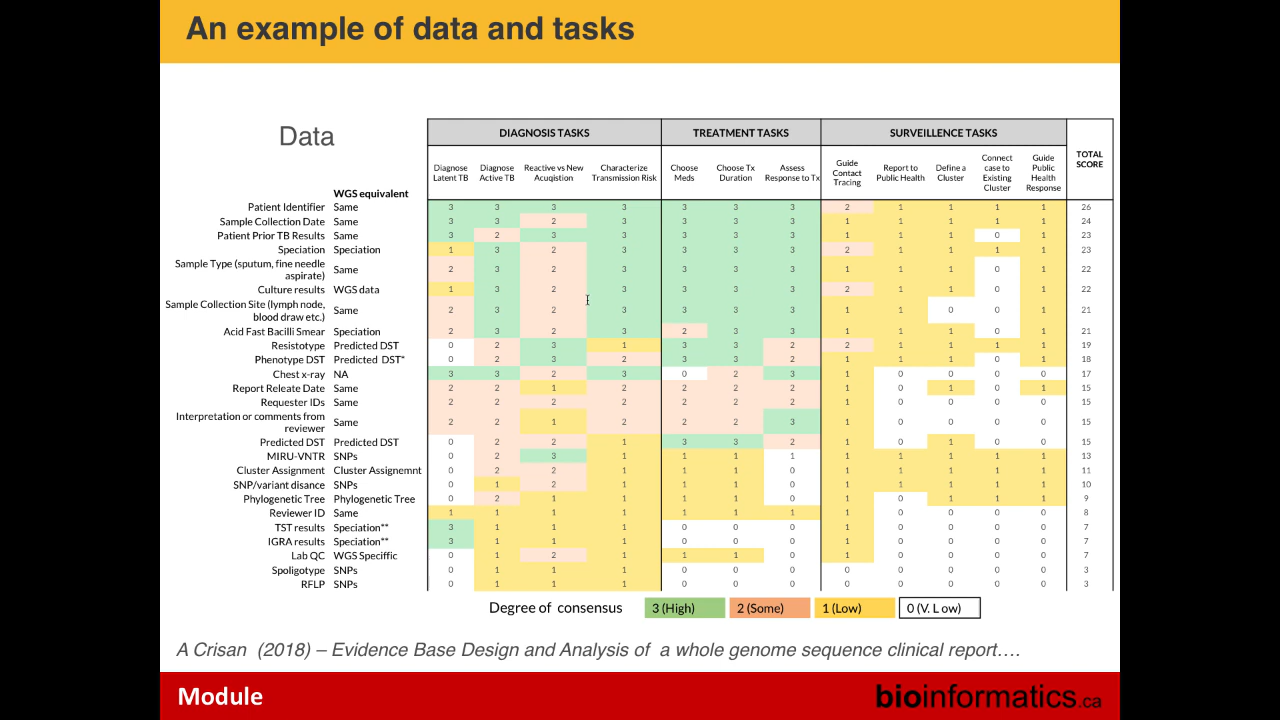 An example of data and tasks
Data
DIAGNOSIS TASKS TREATMENT TASKS SURVEILLENCE TASKS TOTAL SCORE
WGS equivalent Diagnose Latent TB Diagnose Active TB Reactive vs New Acuqistion Characterize Transmission Risk Choose Meds Choose Tx Duration Assess Response to Tx Guide Contact Tracing Report to Public Health Define a Cluster Connect case to Existing Cluster Guide Public Health Response
Patient Identifier Same 3 3 3 3 3 3 3 2 1 1 1 1 26
Sample Collection Date Same 3 3 2 3 3 3 3 1 1 1 1 1 24
Patient Prior TB Results Same 3 2 3 3 3 3 3 1 1 1 0 1 23
Speciation Speciation 1 3 2 3 3 3 3 2 1 1 1 1 23
Sample Type (sputum, fine needle aspirate) Same 2 3 2 3 3 3 3 1 1 1 0 1 22
Culture results WGS data 1 3 2 3 3 3 3 2 1 1 0 1 22
Sample Collection Site (lymph node, blood draw etc.) Same 2 3 2 3 3 3 3 1 1 0 0 1 21
Acid Fast Bacilli Smear Speciation 2 3 2 3 2 3 3 1 1 1 0 1 21
Resistotype Predicted DST 0 2 3 1 3 3 2 2 1 1 1 1 19
Phenotype DST Predicted DST* 0 2 3 2 3 3 2 1 1 1 0 1 18
Chest x-ray NA 3 3 2 3 0 2 3 1 0 0 0 0 17
Report Releate Date Same 2 2 1 2 2 2 2 1 0 1 0 1 15
Requester IDs Same 2 2 2 2 2 2 2 1 0 0 0 0 15
Interpretation or comments from reviewer Same 2 2 1 2 2 2 3 1 0 0 0 0 15
Predicted DST Predicted DST 0 2 2 1 3 3 2 1 0 1 0 0 15
MIRU-VNTR SNPs 0 2 3 1 1 1 1 1 1 1 1 1 13
Cluster Assignment Cluster Assignemnt 0 2 2 1 1 1 0 1 1 1 1 1 11
SNP/variant disance SNPs 0 1 2 1 1 1 0 1 1 1 1 1 10
Phylogenetic Tree Phylogenetic Tree 0 2 1 1 1 1 0 1 0 1 1 1 9
Reviewer ID Same 1 1 1 1 1 1 1 1 0 0 0 0 8
TST results Speciation** 3 1 1 1 0 0 0 1 0 0 0 0 7
IGRA results Speciation** 3 1 1 1 0 0 0 1 0 0 0 0 7
Lab QC WGS Speciffic 0 1 2 1 1 1 0 1 0 0 0 0 7
Spoligotype SNPs 0 1 1 1 0 0 0 0 0 0 0 0 3
RFLP SNPs 0 1 1 1 0 0 0 0 0 0 0 0 3
Degree of consensus 3 (High) 2 (Some) 1 (Low) 0 (V. Low)
A Crisan (2018) – Evidence Base Design and Analysis of a whole genome sequence clinical report….
Module bioinformatics.ca